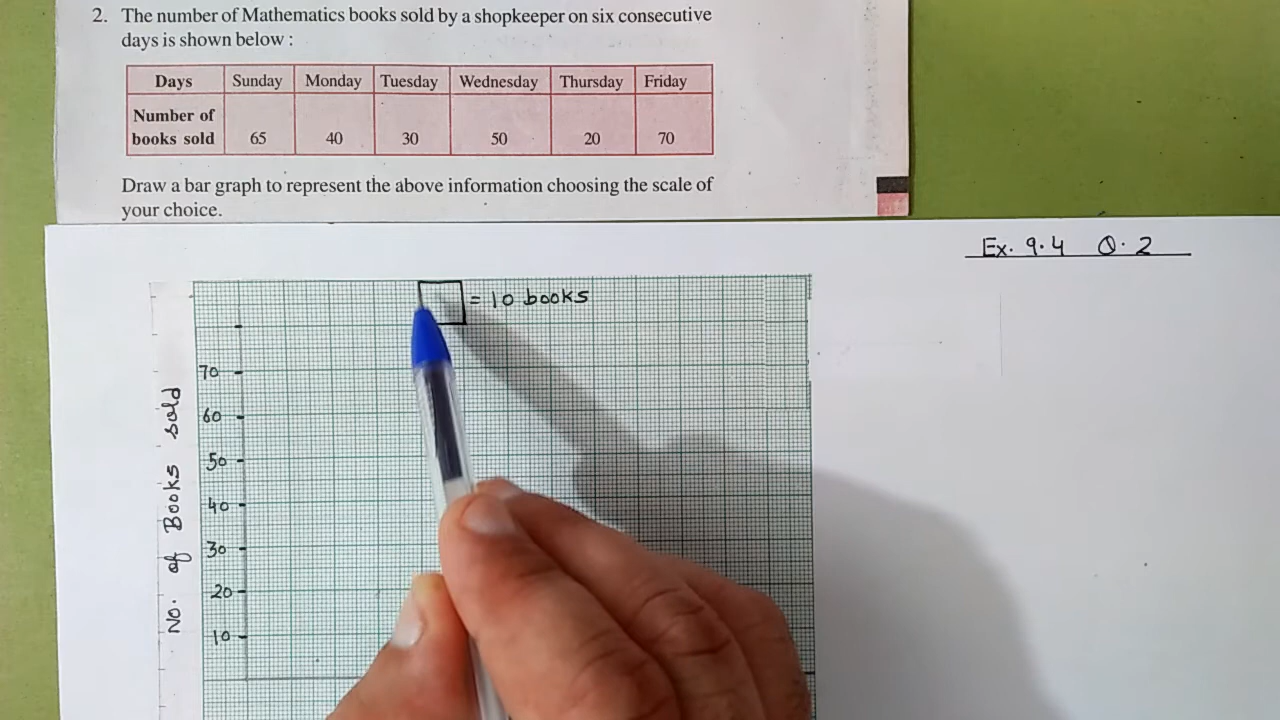 2. The number of Mathematics books sold by a shopkeeper on six consecutive
days is shown below :
Days Sunday Monday Tuesday Wednesday Thursday Friday
Number of
books sold 65 40 30 50 20 70
Draw a bar graph to represent the above information choosing the scale of
your choice.
Ex. 9.4 Q.2
= 10 books
No. of Books sold
70
60
50
40
30
20
10